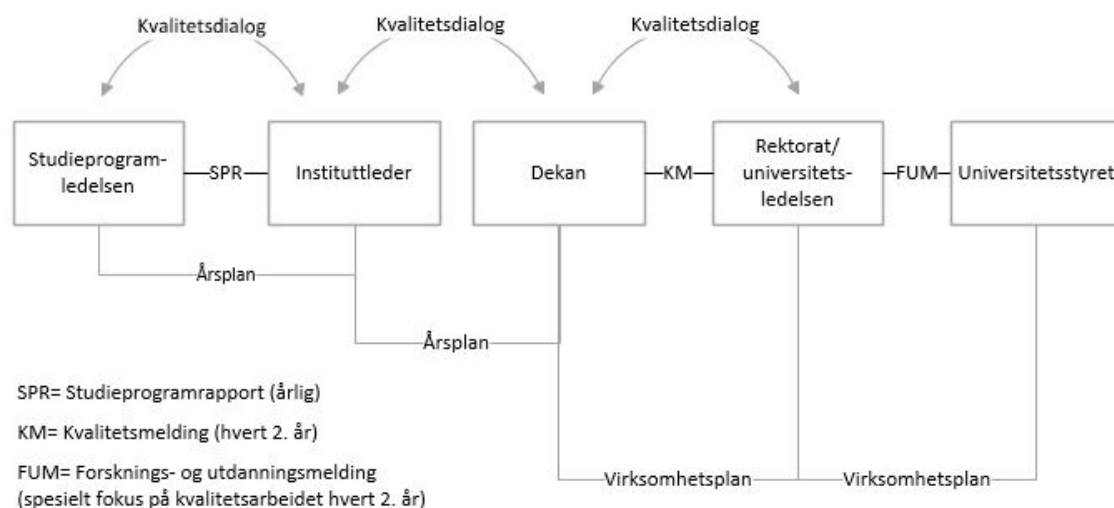 Kvalitetsdialog
Kvalitetsdialog
Kvalitetsdialog
Studieprogram-
ledelsen
SPR
Instituttleder
Dekan
KM
Rektorat/
universitets-
ledelsen
FUM
Universitetsstyret
Årsplan
Årsplan
SPR= Studieprogramrapport (årlig)
KM= Kvalitetsmelding (hvert 2. år)
FUM= Forsknings- og utdanningsmelding
(spesielt fokus på kvalitetsarbeidet hvert 2. år)
Virksomhetsplan
Virksomhetsplan